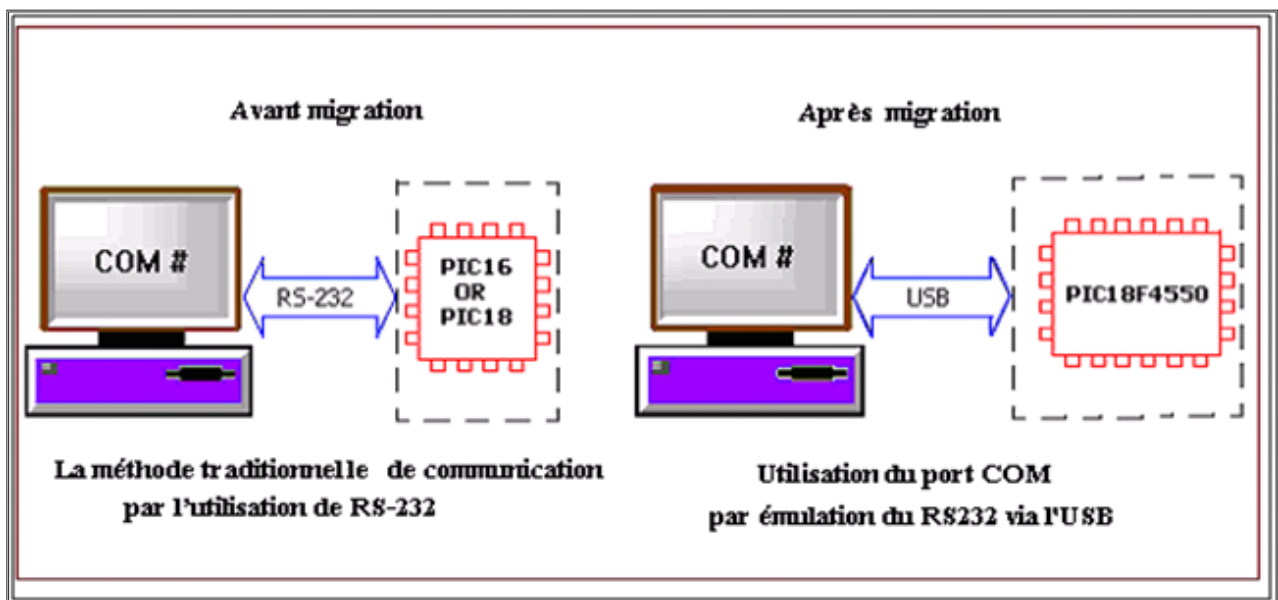 Avant migration
COM #
RS-232
PIC16
OR
PIC18
La méthode traditionnelle de communication
par l'utilisation de RS-232
Après migration
COM #
USB
PIC18F4550
Utilisation du port COM
par émulation du RS232 via l'USB